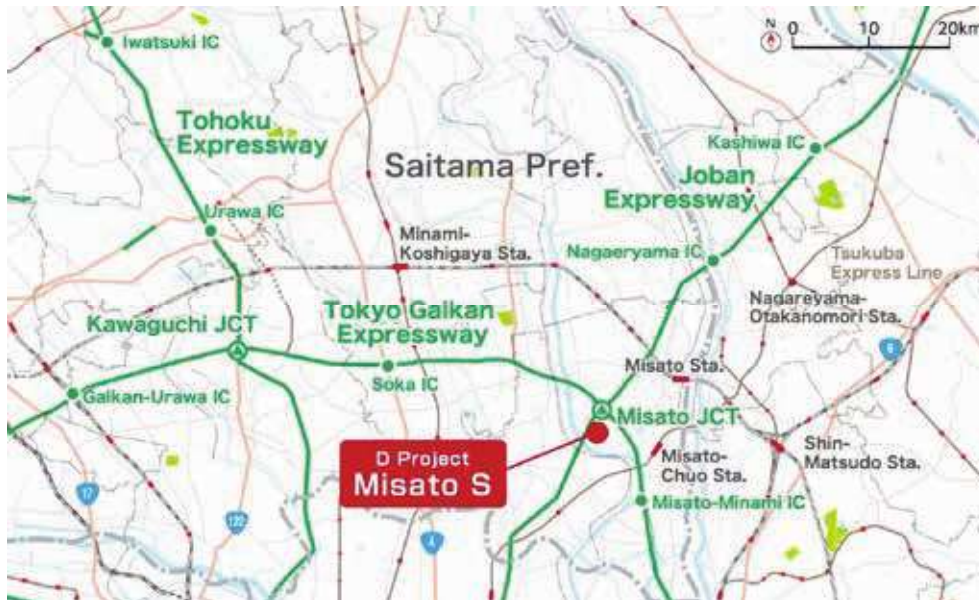 N
0 10 20km
Iwatsuki IC
Tohoku
Expressway
Saitama Pref.
Kashiwa IC
Joban
Expressway
Urawa IC
Minami-
Koshigaya Sta.
Nagaeryama IC
Tsukuba
Express Line
Nagareyama-
Otakanomori Sta.
Kawaguchi JCT
Tokyo Gaikan
Expressway
6
Misato Sta.
Soka IC
Gaikan-Urawa IC
Misato JCT
D Project
Misato S
Misato-
Chuo Sta.
Shin-
Matsudo Sta.
Misato-Minami IC
17
122
4